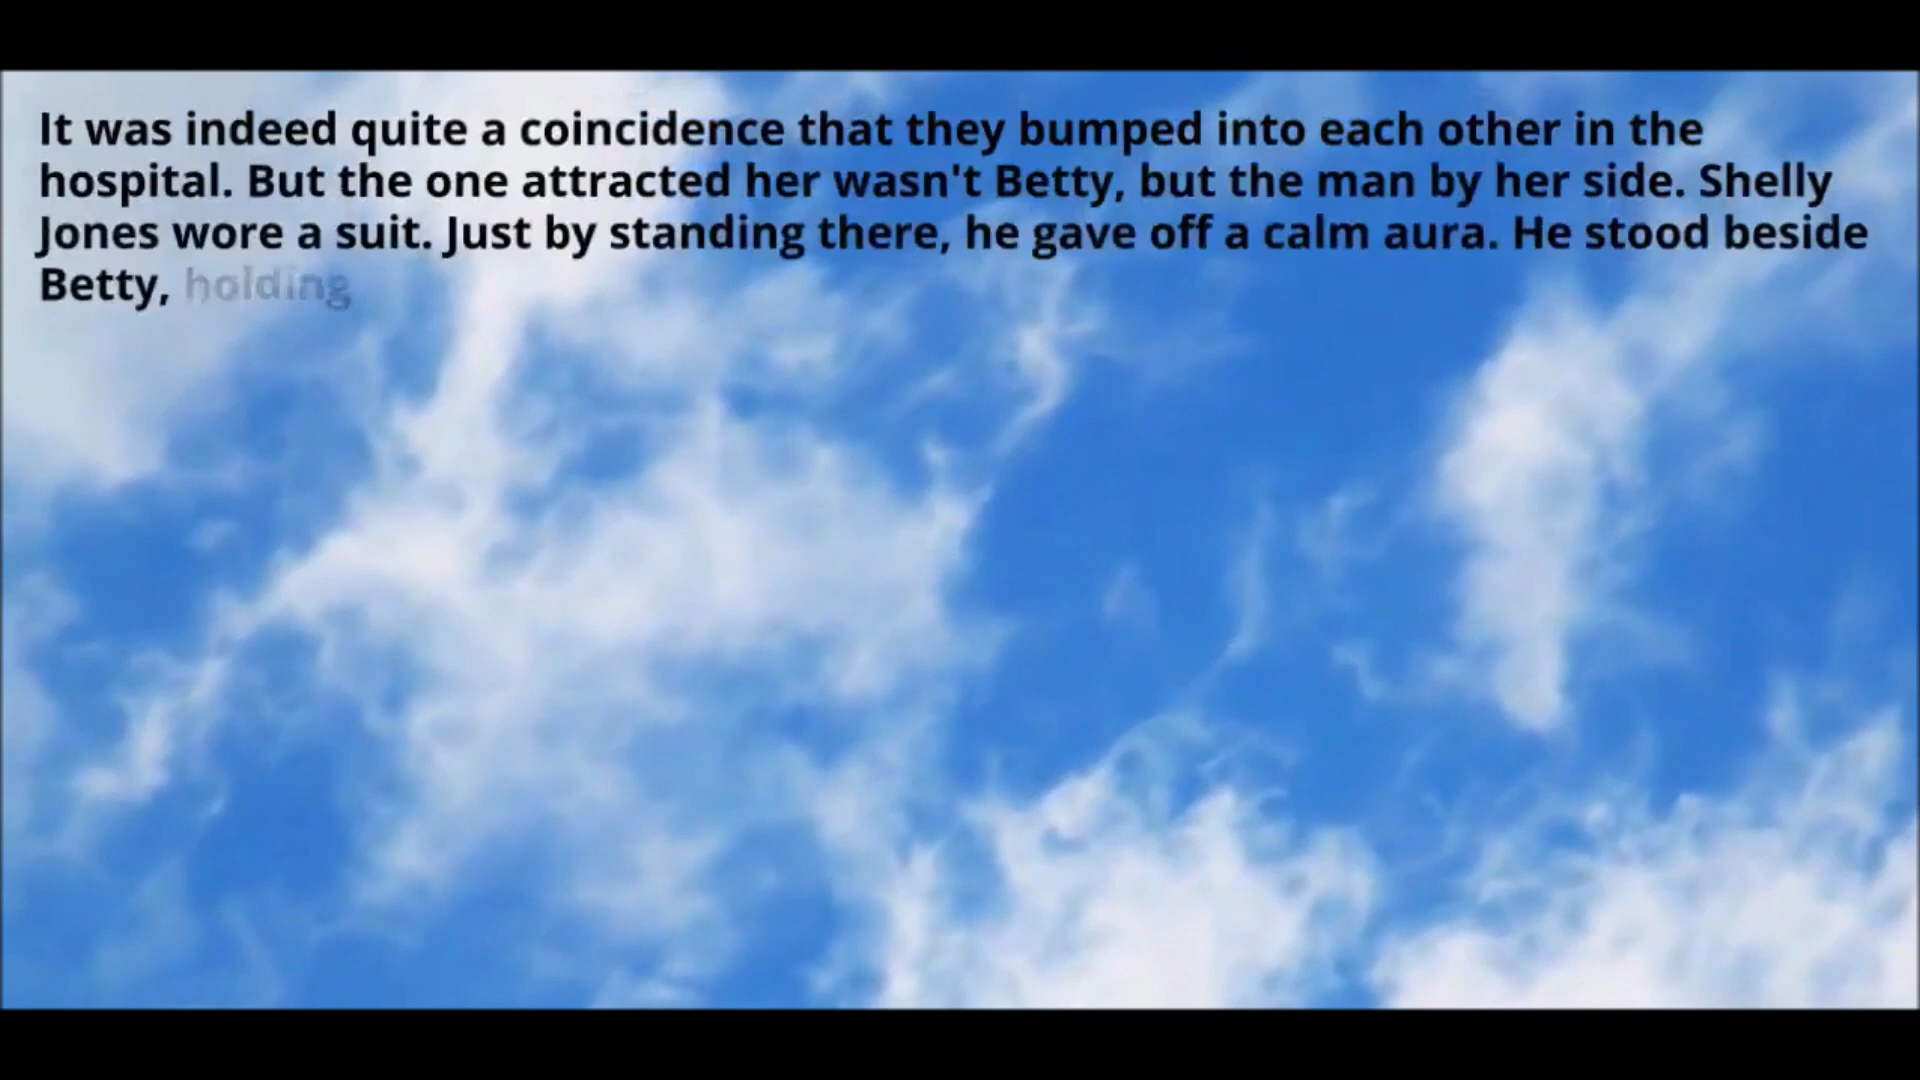 It was indeed quite a coincidence that they bumped into each other in the
hospital. But the one attracted her wasn't Betty, but the man by her side. Shelly
Jones wore a suit. Just by standing there, he gave off a calm aura. He stood beside
Betty, holding